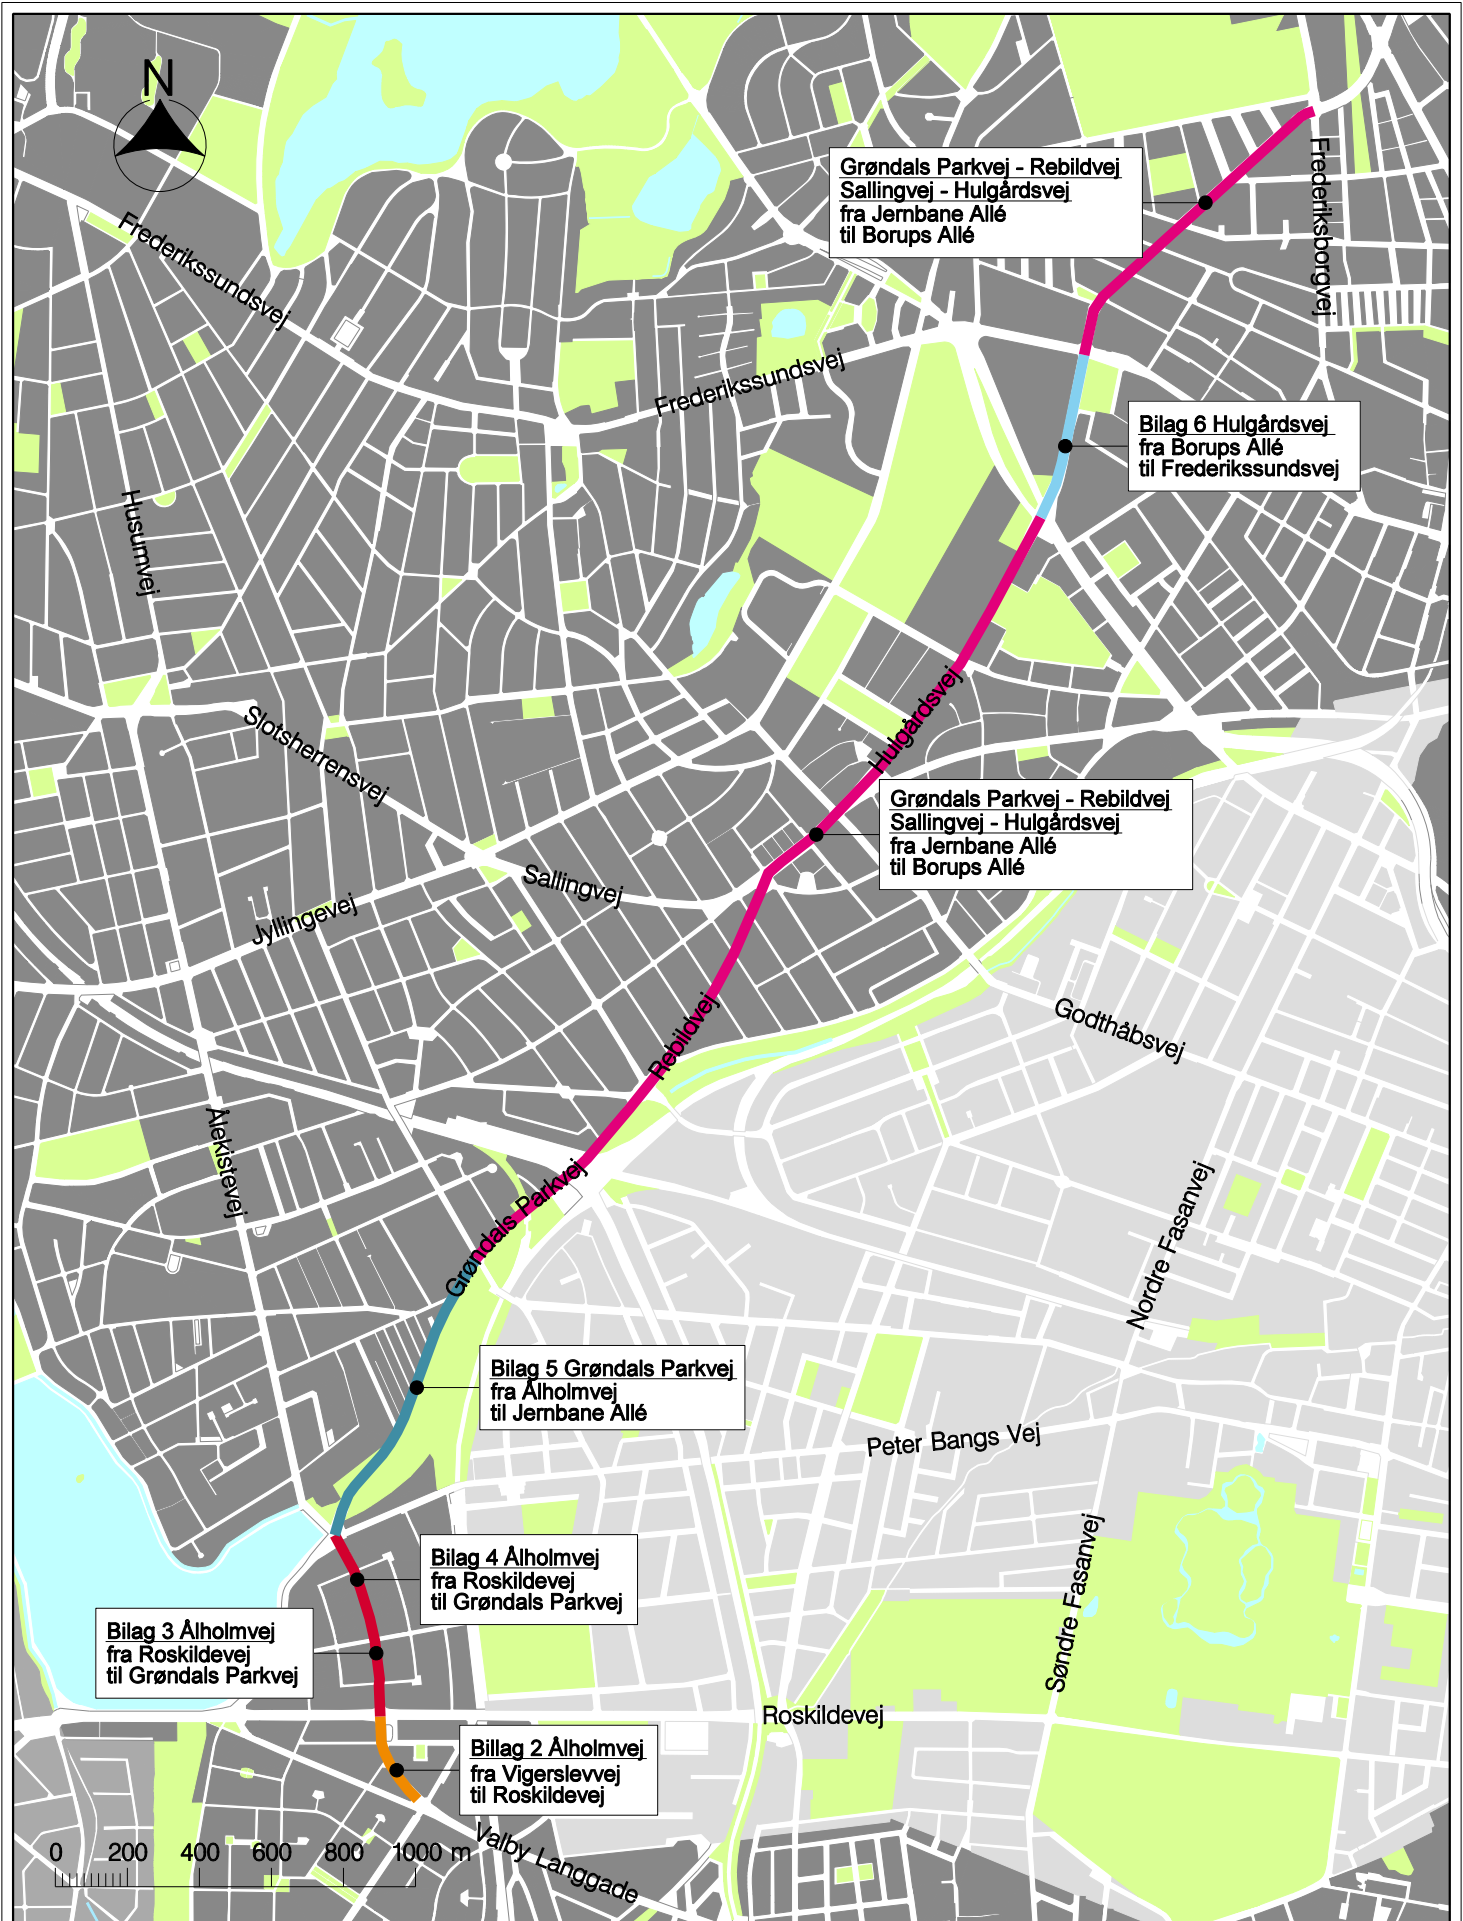 N
Grøndals Parkvej - Rebildvej
Sallingvej - Hulgårdsvej
fra Jernbane Allé
til Borups Allé
Frederiksborgvej
Frederikssundsvej
Frederikssundsvej
Bilag 6 Hulgårdsvej
fra Borups Allé
til Frederikssundsvej
Husumvej
Hulgårdsvej
Slotsherrensvej
Grøndals Parkvej - Rebildvej
Sallingvej - Hulgårdsvej
fra Jernbane Allé
til Borups Allé
Sallingvej
Jyllingevej
Rebildvej
Godthåbsvej
Ålekistevej
Grøndals Parkvej
Nordre Fasanvej
Bilag 5 Grøndals Parkvej
fra Ålholmvej
til Jernbane Allé
Peter Bangs Vej
Søndre Fasanvej
Bilag 4 Ålholmvej
fra Roskildevej
til Grøndals Parkvej
Bilag 3 Ålholmvej
fra Roskildevej
til Grøndals Parkvej
Roskildevej
Billag 2 Ålholmvej
fra Vigerslevvej
til Roskildevej
Valby Langgade
0 200 400 600 800 1000 m